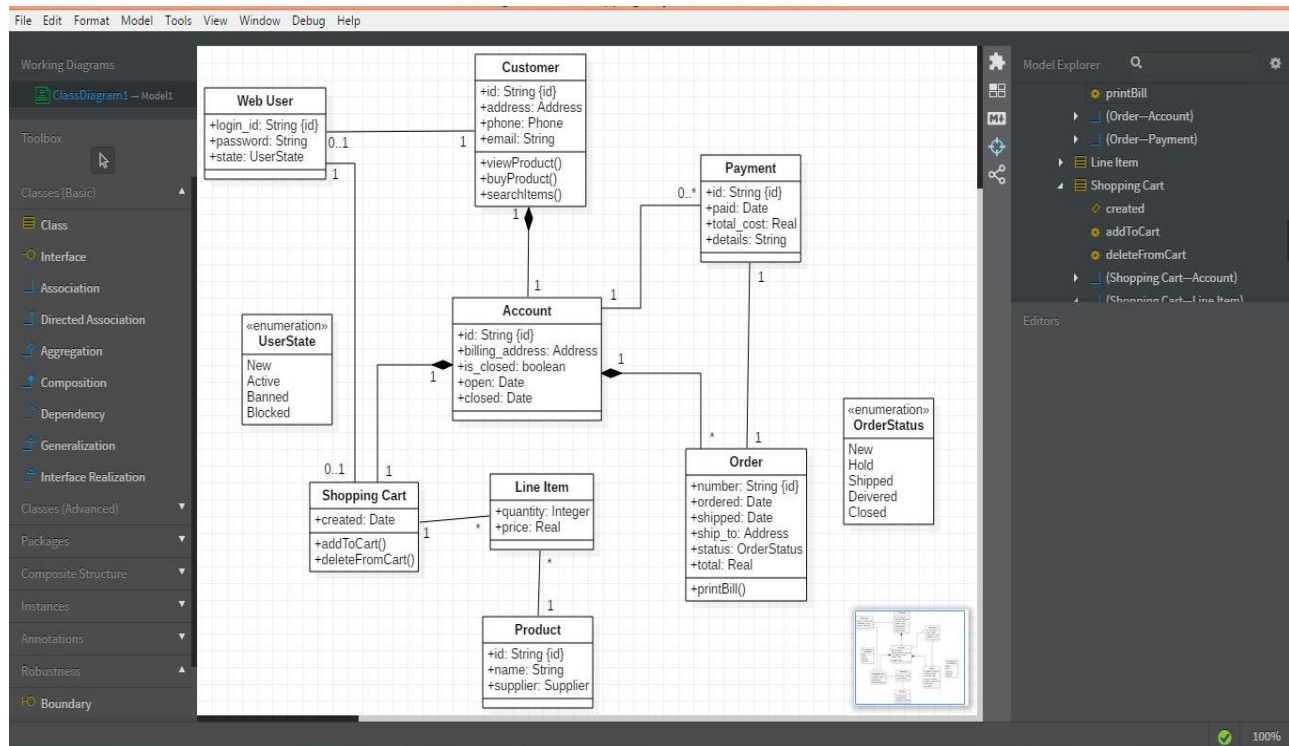 File Edit Format Model Tools View Window Debug Help
Working Diagrams
ClassDiagram1 — Model1
Toolbox
Classes (Basic)
Class
Interface
Association
Directed Association
Aggregation
Composition
Dependency
Generalization
Interface Realization
Classes (Advanced)
Packages
Composite Structure
Instances
Annotations
Robustness
Boundary
Web User
+login_id: String {id}
+password: String
+state: UserState
0..1
1
1
Customer
+id: String {id}
+address: Address
+phone: Phone
+email: String
+viewProduct()
+buyProduct()
+searchItems()
1
1
Payment
+id: String {id}
+paid: Date
+total_cost: Real
+details: String
0..*
1
1
Account
+id: String {id}
+billing_address: Address
+is_closed: boolean
+open: Date
+closed: Date
1
1
«enumeration»
UserState
New
Active
Banned
Blocked
«enumeration»
OrderStatus
New
Hold
Shipped
Deivered
Closed
*
1
Order
+number: String {id}
+ordered: Date
+shipped: Date
+ship_to: Address
+status: OrderStatus
+total: Real
+printBill()
0..1
1
Shopping Cart
+created: Date
+addToCart()
+deleteFromCart()
1
*
Line Item
+quantity: Integer
+price: Real
*
1
Product
+id: String {id}
+name: String
+supplier: Supplier
Model Explorer
printBill
(Order—Account)
(Order—Payment)
Line Item
Shopping Cart
created
addToCart
deleteFromCart
(Shopping Cart—Account)
(Shopping Cart—Line Item)
Editors
MD
100%